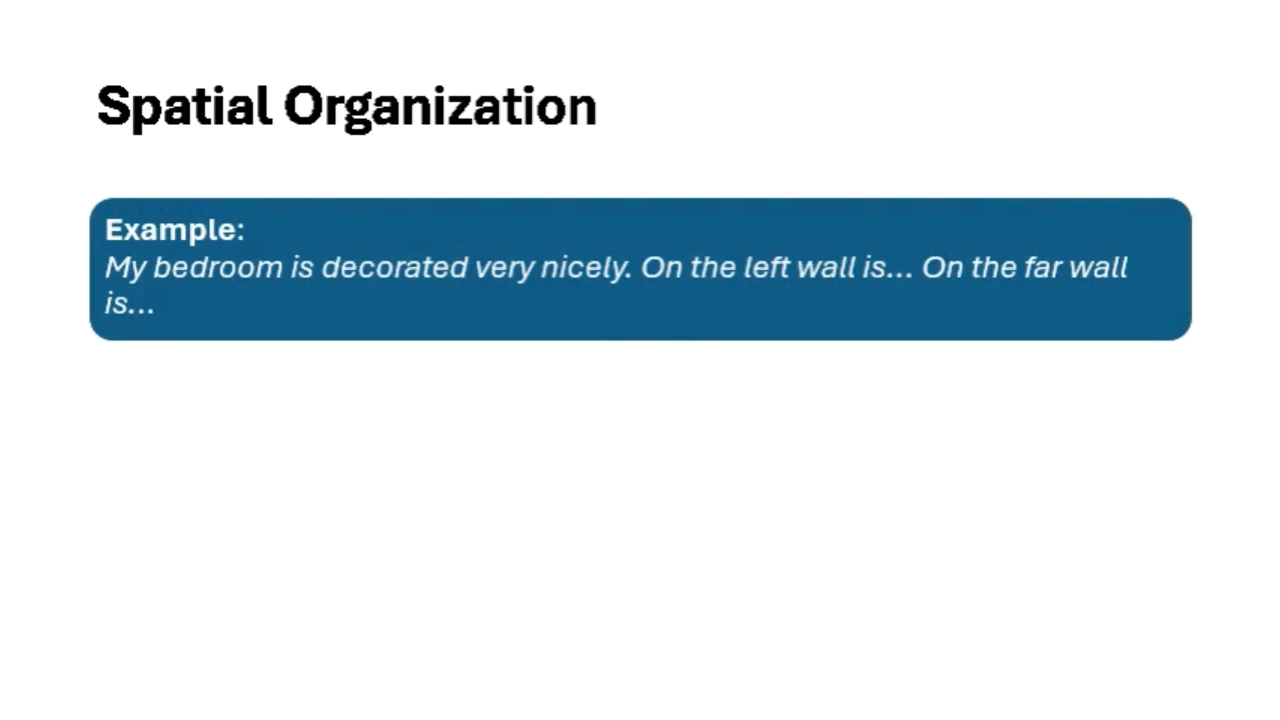 Spatial Organization
Example:
My bedroom is decorated very nicely. On the left wall is... On the far wall
is...